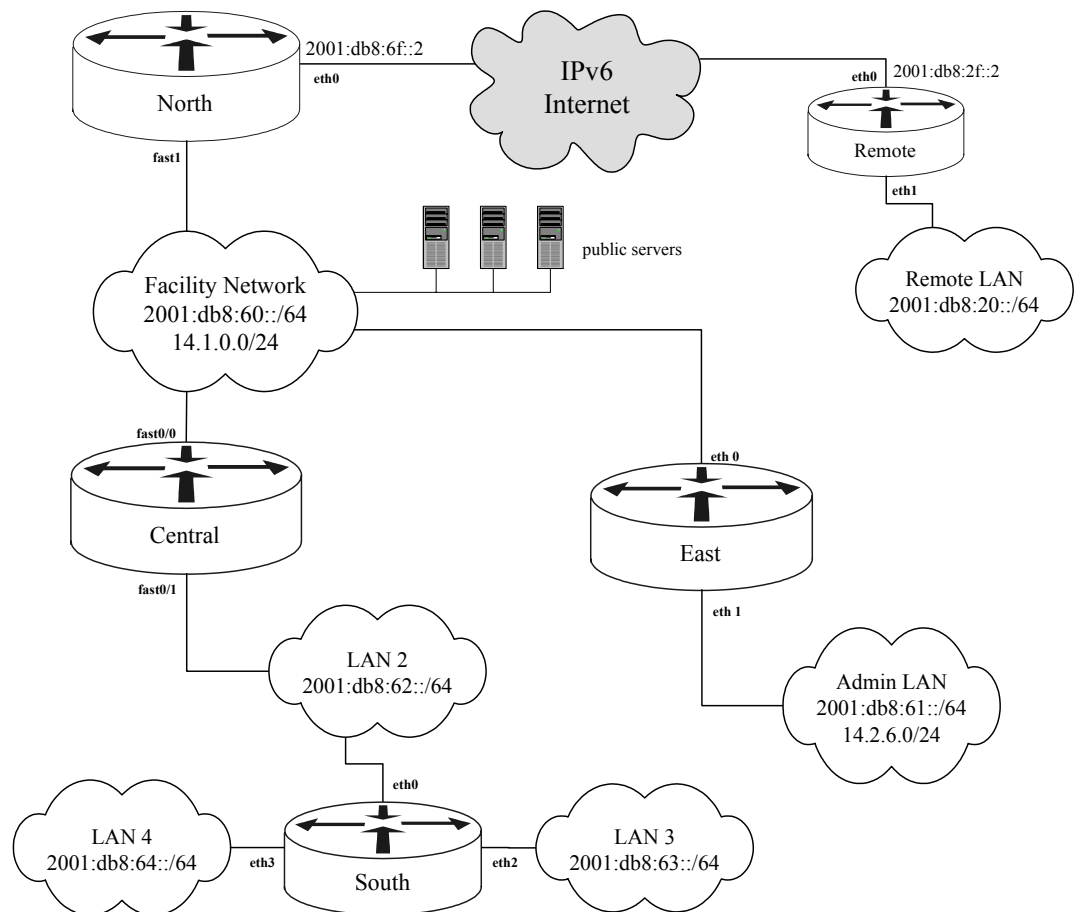 2001:db8:6f::2
eth0
North
fast1
IPv6
Internet
eth0
2001:db8:2f::2
Remote
eth1
public servers
Facility Network
2001:db8:60::/64
14.1.0.0/24
Remote LAN
2001:db8:20::/64
fast0/0
Central
fast0/1
eth 0
East
eth 1
LAN 2
2001:db8:62::/64
Admin LAN
2001:db8:61::/64
14.2.6.0/24
eth0
LAN 4
2001:db8:64::/64
eth3
South
eth2
LAN 3
2001:db8:63::/64